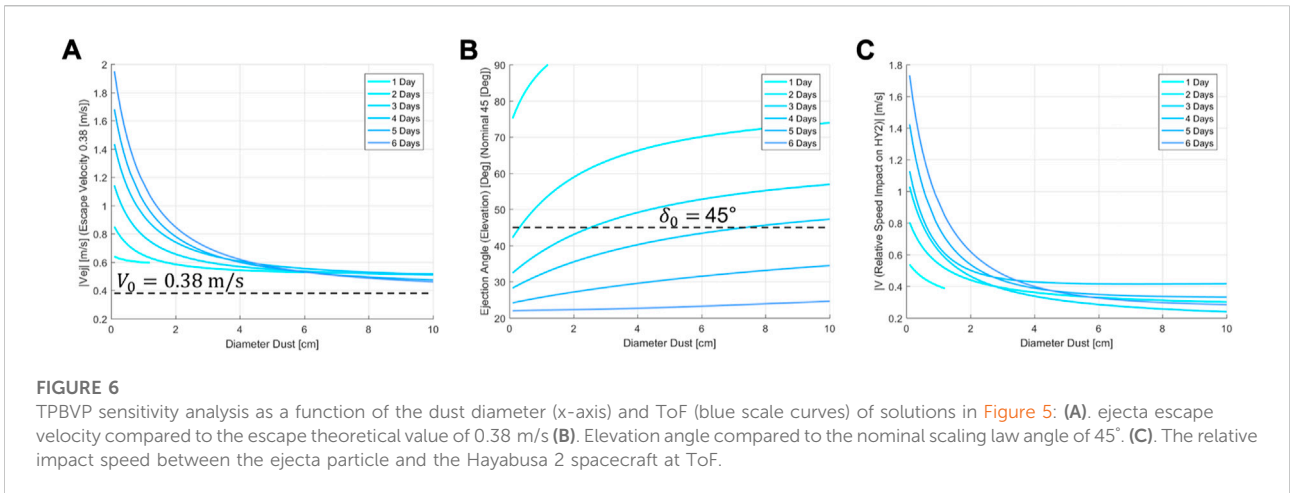 A
B
C
|Vej| [m/s] (Escape Velocity 0.38 [m/s])
2
1.8
1.6
1.4
1.2
1
0.8
0.6
0.4
0.2
0
2
4
6
8
10
Diameter Dust [cm]
1 Day
2 Days
3 Days
4 Days
5 Days
6 Days
V₀ = 0.38 m/s
Ejection Angle (Elevation) [Deg] (Nominal 45 [Deg])
90
80
70
60
50
40
30
20
0
2
4
6
8
10
Diameter Dust [cm]
1 Day
2 Days
3 Days
4 Days
5 Days
6 Days
δ₀ = 45°
|V (Relative Speed Impact on HY2)| [m/s]
1.8
1.6
1.4
1.2
1
0.8
0.6
0.4
0.2
0
2
4
6
8
10
Diameter Dust [cm]
1 Day
2 Days
3 Days
4 Days
5 Days
6 Days
FIGURE 6
TPBVP sensitivity analysis as a function of the dust diameter (x-axis) and ToF (blue scale curves) of solutions in Figure 5: (A). ejecta escape
velocity compared to the escape theoretical value of 0.38 m/s (B). Elevation angle compared to the nominal scaling law angle of 45°. (C). The relative
impact speed between the ejecta particle and the Hayabusa 2 spacecraft at ToF.